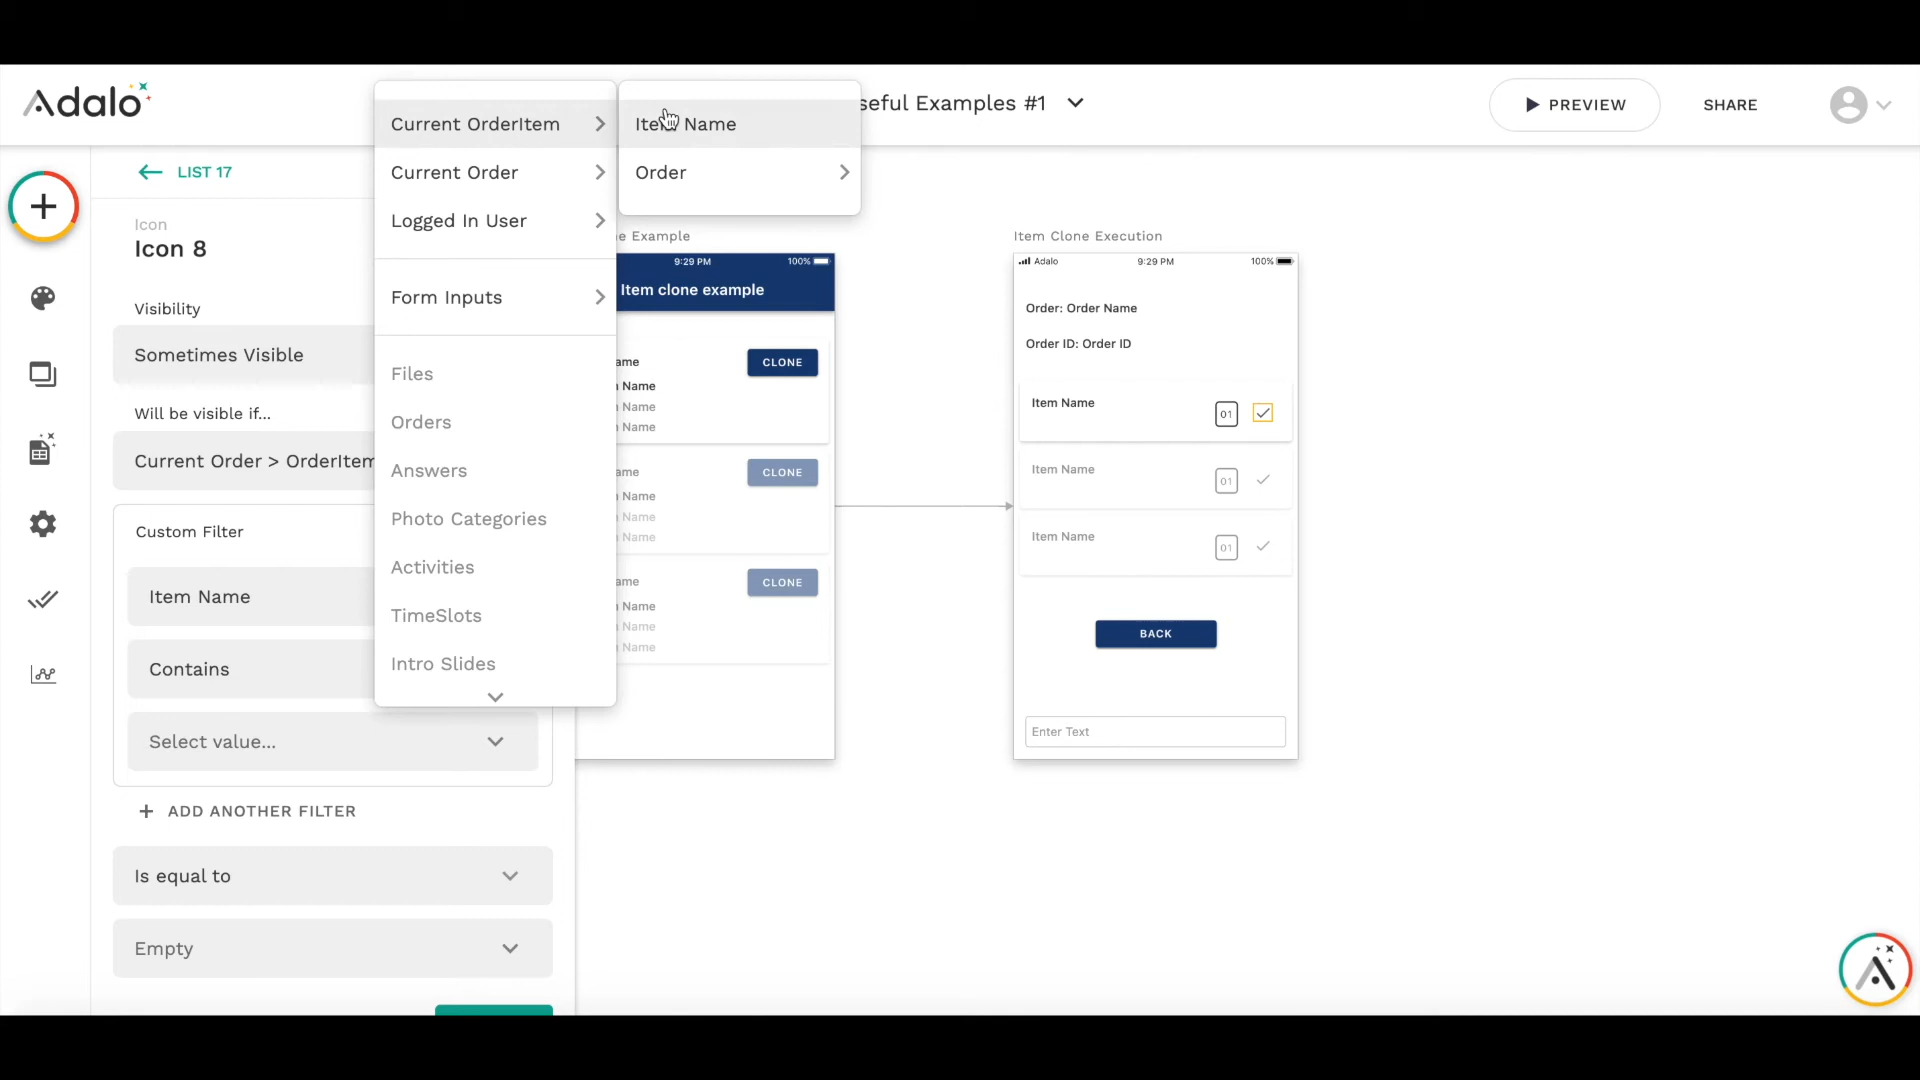 Adalo
seful Examples #1
PREVIEW
SHARE
LIST 17
Icon
Icon 8
Visibility
Sometimes Visible
Will be visible if...
Current Order > OrderItem
Custom Filter
Item Name
Contains
Select value...
ADD ANOTHER FILTER
Is equal to
Empty
Current OrderItem
Current Order
Logged In User
Form Inputs
Files
Orders
Answers
Photo Categories
Activities
TimeSlots
Intro Slides
Item Name
Order
e Example
9:29 PM
100%
Item clone example
ame
CLONE
Name
Name
Name
ame
CLONE
Name
Name
Name
ame
CLONE
Name
Name
Name
Item Clone Execution
Adalo
9:29 PM
100%
Order: Order Name
Order ID: Order ID
Item Name
01
Item Name
01
Item Name
01
BACK
Enter Text